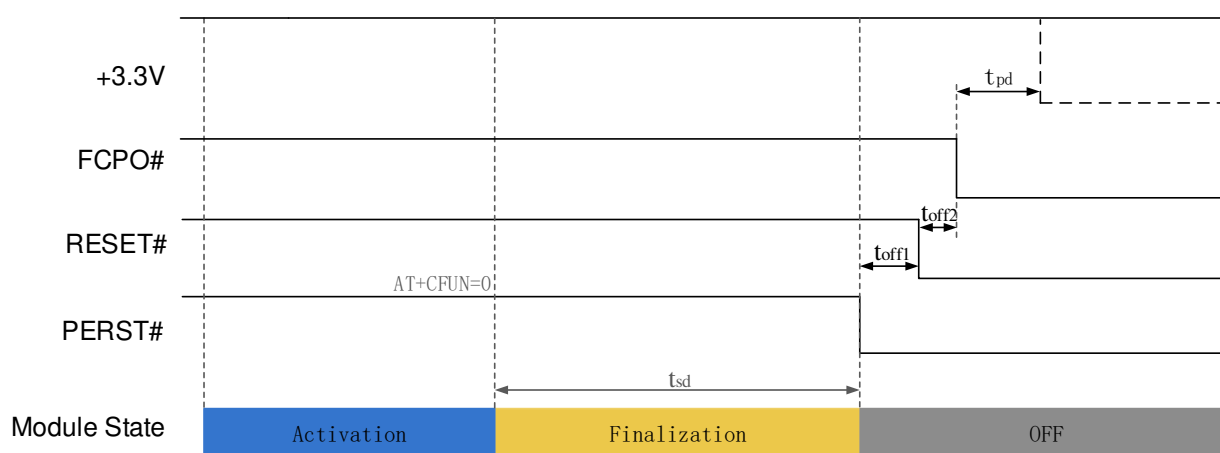 +3.3V
tpd
FCPO#
toff2
RESET#
toff1
AT+CFUN=0
PERST#
tsd
Module State
Activation
Finalization
OFF